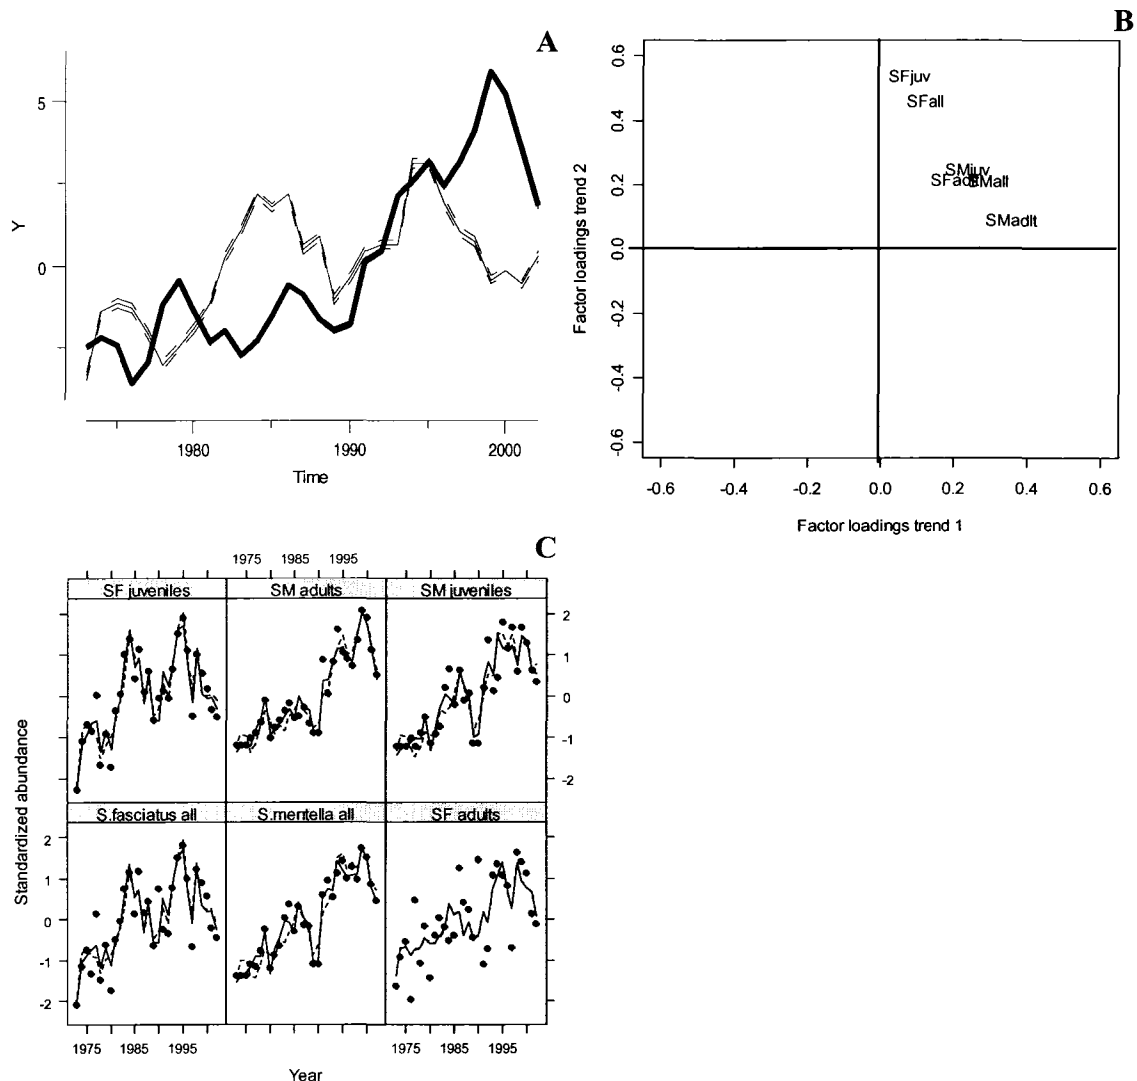 A
5
0
Y
1980
1990
2000
Time
B
0.6
0.4
0.2
0.0
-0.2
-0.4
-0.6
Factor loadings trend 2
SFjuv
SFall
SMjuv
SFadlt SMall
SMadlt
-0.6 -0.4 -0.2 0.0 0.2 0.4 0.6
Factor loadings trend 1
C
1975 1985 1995
SF juveniles SM adults SM juveniles
2
1
0
-1
-2
S.fasciatus all S.mentella all SF adults
2
1
0
-1
-2
Standardized abundance
1975 1985 1995 1975 1985 1995
Year